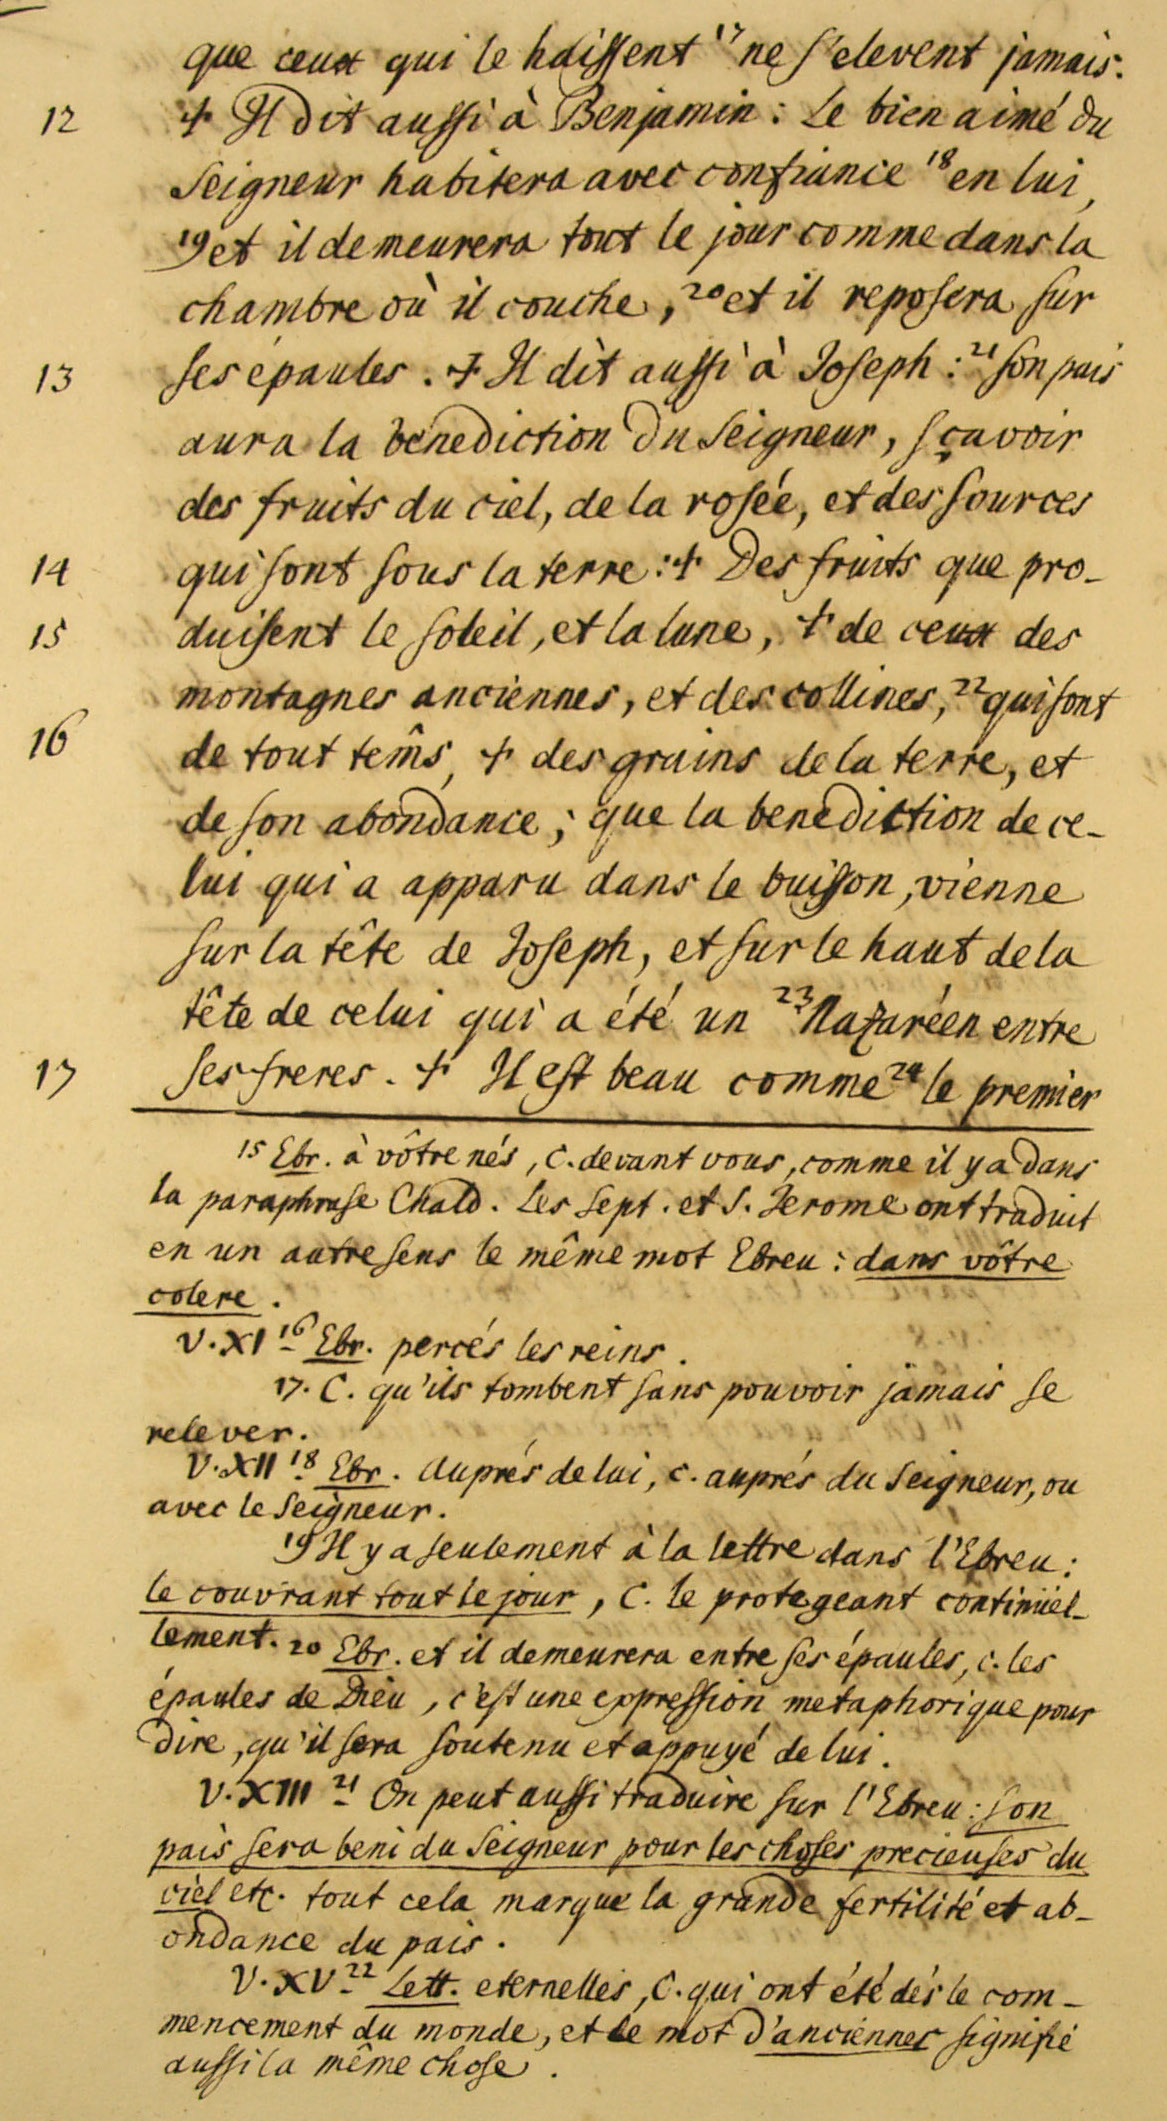 que ceux qui le haissent 17 ne s'elevent jamais.
12 + Il dit aussi à Benjamin : Le bien aimé du
Seigneur habitera avec confiance 18 en lui,
19 et il demeurera tout le jour comme dans la
chambre où il couche, 20 et il reposera sur
13 ses épaules. + Il dit aussi à Joseph : 21 son païs
aura la benediction du Seigneur, sçavoir
des fruits du ciel, de la rosée, et des sources
14 qui sont sous la terre : + Des fruits que pro-
15 duisent le soleil, et la lune, + de ceux des
montagnes anciennes, et des collines, 22 qui sont
16 de tout tem̂s, + des grains de la terre, et
de son abondance ; que la benediction de ce-
lui qui a apparu dans le buisson, vienne
sur la tête de Joseph, et sur le haut de la
tête de celui qui a été un 23 Nazaréen entre
17 ses freres. + Il est beau comme 24 le premier
15 Ebr. à vôtre nés, C. devant vous, comme il y a dans
la paraphrase Chald. Les Sept. et S. Jerome ont traduit
en un autre sens le même mot Ebreu : dans vôtre
colere.
V. XI 16 Ebr. percés les reins.
17. C. qu'ils tombent sans pouvoir jamais se
relever.
V. XII 18 Ebr. Auprés de lui, c. auprés du Seigneur, ou
avec le Seigneur.
19 Il y a seulement à la lettre dans l'Ebreu :
le couvrant tout le jour, C. le protegeant continüel-
lement. 20 Ebr. et il demeurera entre ses épaules, c. les
épaules de Dieu, c'est une expression metaphorique pour
dire, qu'il sera soutenu et appuyé de lui.
V. XIII 21 On peut aussi traduire sur l'Ebreu : son
païs sera beni du Seigneur pour les choses precieuses du
ciel etc. tout cela marque la grande fertilité et ab-
ondance du païs.
V. XV 22 Lett. eternelles, C. qui ont été dés le com-
mencement du monde, et le mot d'anciennes signifie
aussi la même chose.